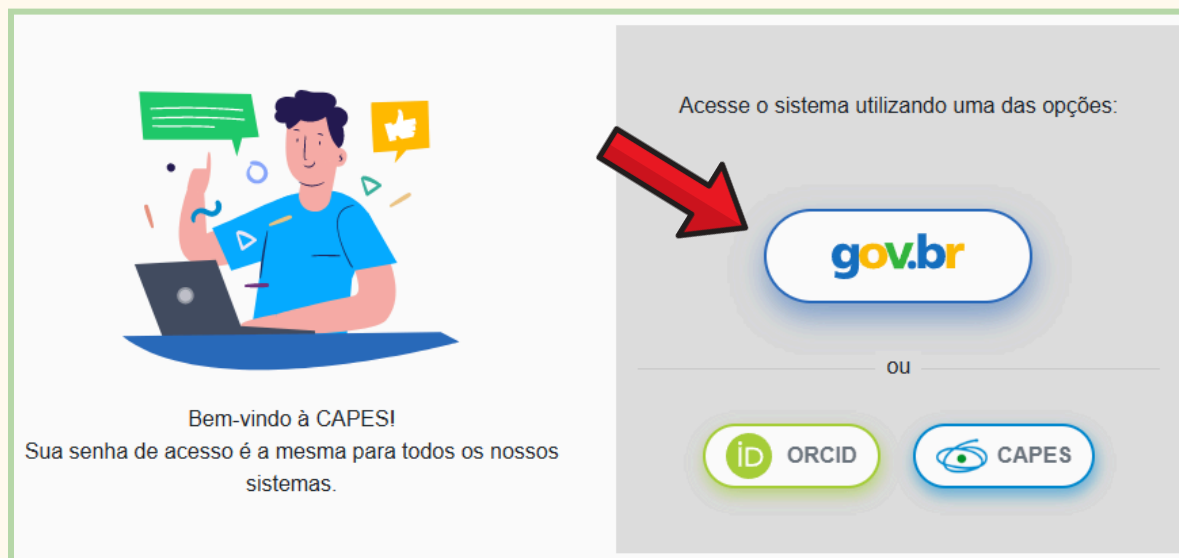 Acesse o sistema utilizando uma das opções:
gov.br
ou
iD ORCID
CAPES
Bem-vindo à CAPES!
Sua senha de acesso é a mesma para todos os nossos
sistemas.